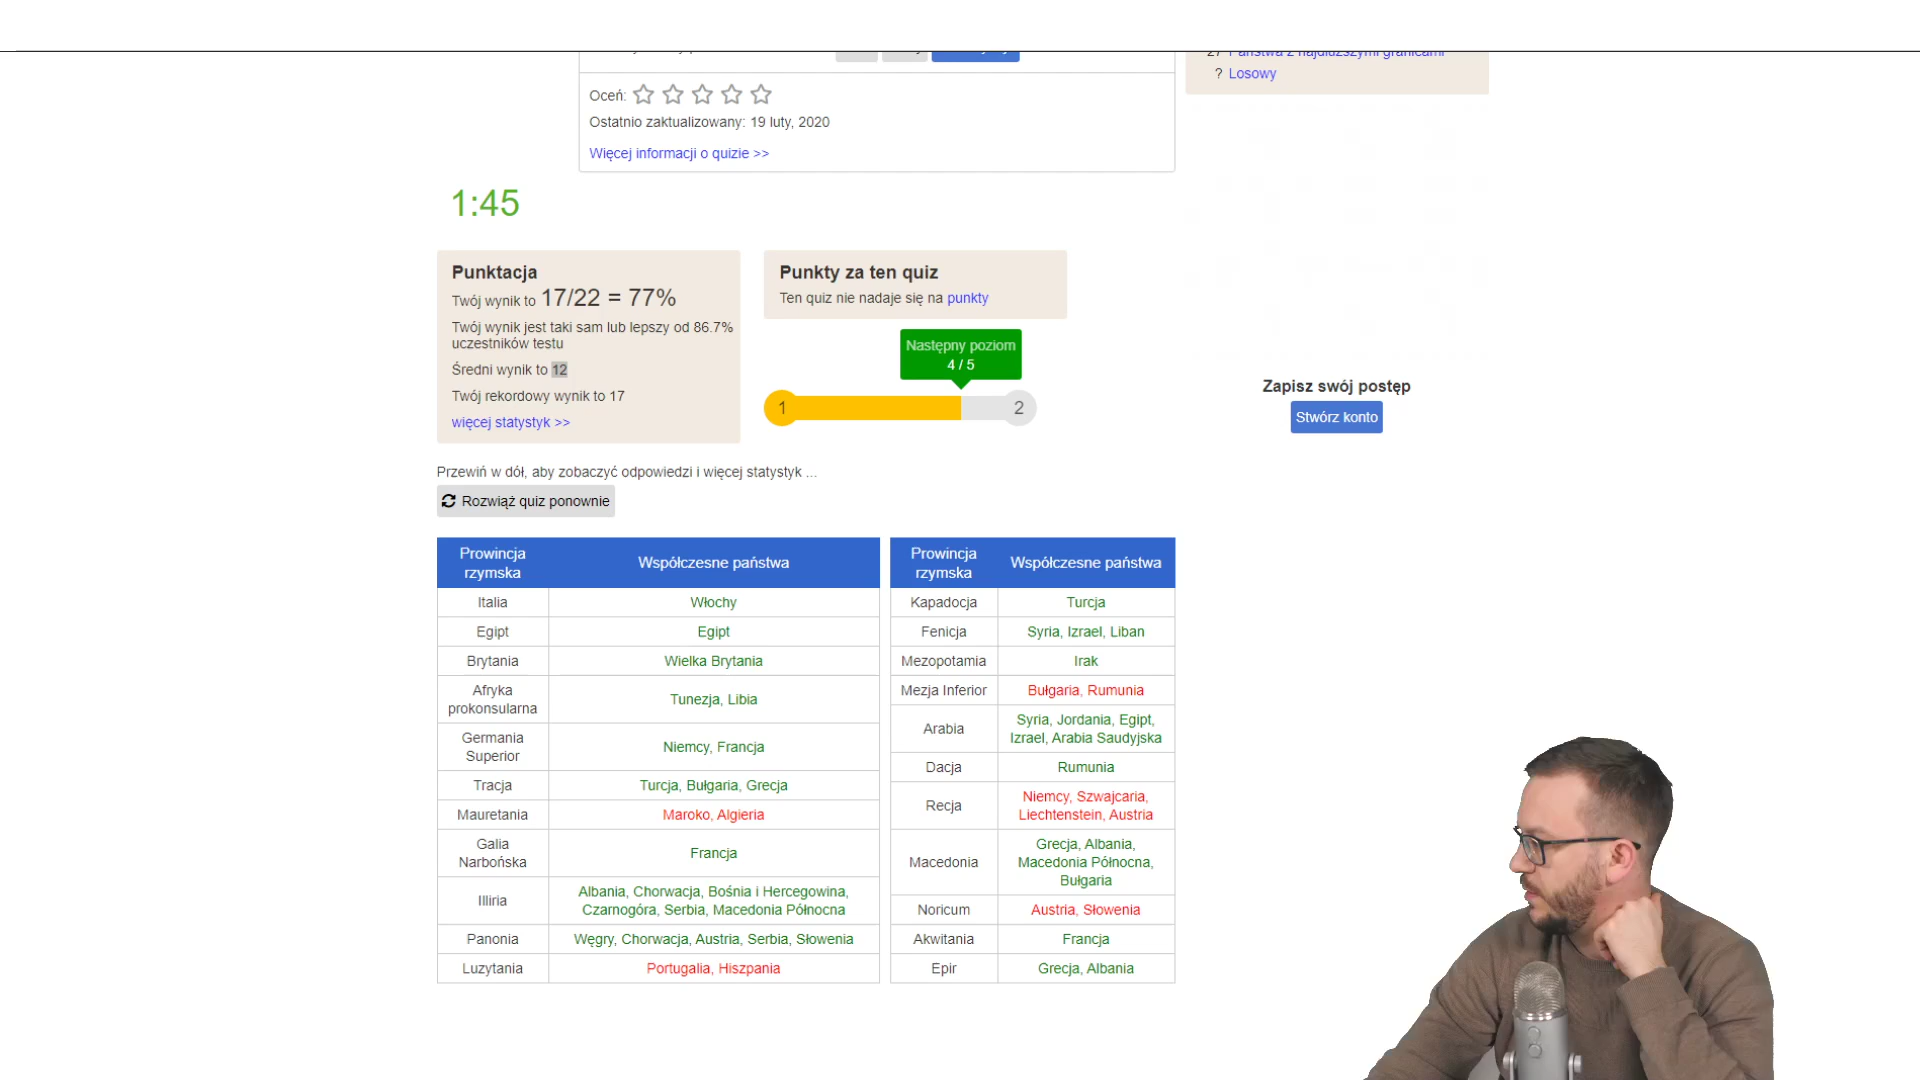 ? Losowy
Oceń:
Ostatnio zaktualizowany: 19 luty, 2020
Więcej informacji o quizie >>
1:45
Punktacja
Twój wynik to 17/22 = 77%
Twój wynik jest taki sam lub lepszy od 86.7%
uczestników testu
Średni wynik to 12
Twój rekordowy wynik to 17
więcej statystyk >>
Punkty za ten quiz
Ten quiz nie nadaje się na punkty
Następny poziom
4 / 5
1
2
Zapisz swój postęp
Stwórz konto
Przewiń w dół, aby zobaczyć odpowiedzi i więcej statystyk ...
Rozwiąż quiz ponownie
Prowincja
rzymska
Współczesne państwa
Italia
Włochy
Egipt
Egipt
Brytania
Wielka Brytania
Afryka
prokonsularna
Tunezja, Libia
Germania
Superior
Niemcy, Francja
Tracja
Turcja, Bułgaria, Grecja
Mauretania
Maroko, Algieria
Galia
Narbońska
Francja
Illiria
Albania, Chorwacja, Bośnia i Hercegowina,
Czarnogóra, Serbia, Macedonia Północna
Panonia
Węgry, Chorwacja, Austria, Serbia, Słowenia
Luzytania
Portugalia, Hiszpania
Prowincja
rzymska
Współczesne państwa
Kapadocja
Turcja
Fenicja
Syria, Izrael, Liban
Mezopotamia
Irak
Mezja Inferior
Bułgaria, Rumunia
Arabia
Syria, Jordania, Egipt,
Izrael, Arabia Saudyjska
Dacja
Rumunia
Recja
Niemcy, Szwajcaria,
Liechtenstein, Austria
Macedonia
Grecja, Albania,
Macedonia Północna,
Bułgaria
Noricum
Austria, Słowenia
Akwitania
Francja
Epir
Grecja, Albania